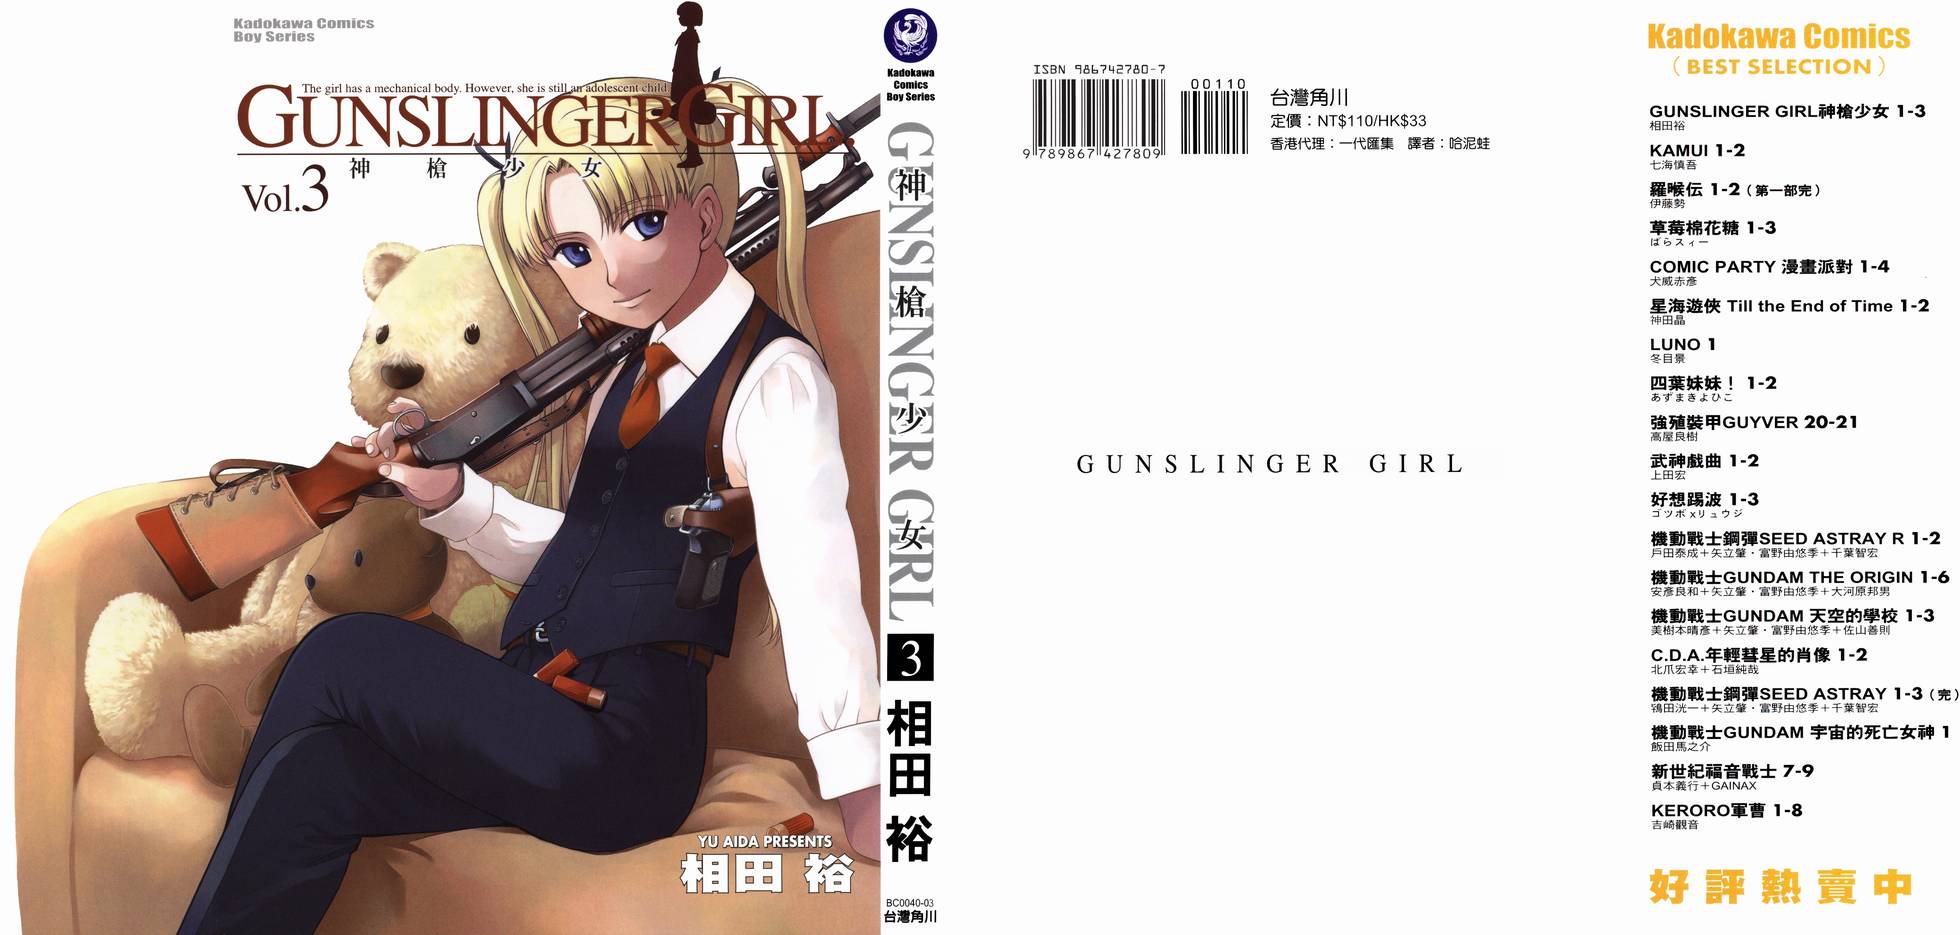 Kadokawa Comics
Boy Series
The girl has a mechanical body. However, she is still an adolescent child.
GUNSLINGER GIRL.
神槍少女
Vol.3
YU AIDA PRESENTS
相田 裕
Kadokawa
Comics
Boy Series
GUNSLINGER GIRL
神槍少女
3
相田 裕
BC0040-03
台灣角川
ISBN 986742780-7
00110
9 789867 427809
台灣角川
定價：NT$110/HK$33
香港代理：一代匯集　譯者：哈泥蛙
GUNSLINGER GIRL
Kadokawa Comics
（BEST SELECTION）
GUNSLINGER GIRL神槍少女 1-3
相田裕
KAMUI 1-2
七海慎吾
羅喉伝 1-2（第一部完）
伊藤勢
草莓棉花糖 1-3
ばらスィー
COMIC PARTY 漫畫派對 1-4
犬威赤彥
星海遊俠 Till the End of Time 1-2
神田晶
LUNO 1
冬目景
四葉妹妹！ 1-2
あずまきよひこ
強殖裝甲GUYVER 20-21
高屋良樹
武神戲曲 1-2
上田宏
好想踢波 1-3
ゴツボ×リュウジ
機動戰士鋼彈SEED ASTRAY R 1-2
戶田泰成＋矢立肇・富野由悠季＋千葉智宏
機動戰士GUNDAM THE ORIGIN 1-6
安彥良和＋矢立肇・富野由悠季＋大河原邦男
機動戰士GUNDAM 天空的學校 1-3
美樹本晴彥＋矢立肇・富野由悠季＋佐山善則
C.D.A.年輕彗星的肖像 1-2
北爪宏幸＋石垣純哉
機動戰士鋼彈SEED ASTRAY 1-3（完）
鴇田洸一＋矢立肇・富野由悠季＋千葉智宏
機動戰士GUNDAM 宇宙的死亡女神 1
飯田馬之介
新世紀福音戰士 7-9
貞本義行＋GAINAX
KERORO軍曹 1-8
吉崎觀音
好評熱賣中